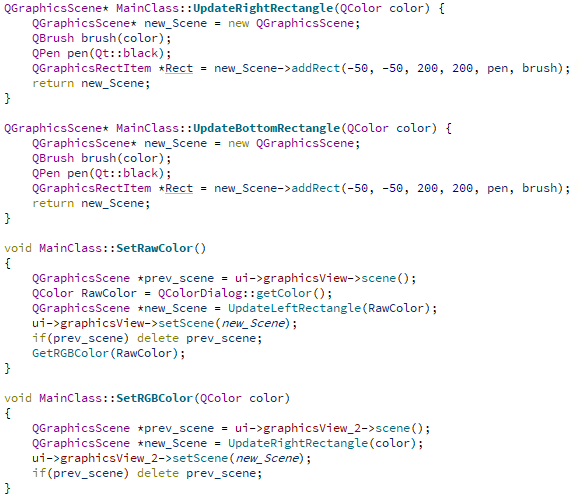 QGraphicsScene* MainClass::UpdateRightRectangle(QColor color) {
    QGraphicsScene* new_Scene = new QGraphicsScene;
    QBrush brush(color);
    QPen pen(Qt::black);
    QGraphicsRectItem *Rect = new_Scene->addRect(-50, -50, 200, 200, pen, brush);
    return new_Scene;
}

QGraphicsScene* MainClass::UpdateBottomRectangle(QColor color) {
    QGraphicsScene* new_Scene = new QGraphicsScene;
    QBrush brush(color);
    QPen pen(Qt::black);
    QGraphicsRectItem *Rect = new_Scene->addRect(-50, -50, 200, 200, pen, brush);
    return new_Scene;
}

void MainClass::SetRawColor()
{
    QGraphicsScene *prev_scene = ui->graphicsView->scene();
    QColor RawColor = QColorDialog::getColor();
    QGraphicsScene *new_Scene = UpdateLeftRectangle(RawColor);
    ui->graphicsView->setScene(new_Scene);
    if(prev_scene) delete prev_scene;
    GetRGBColor(RawColor);
}

void MainClass::SetRGBColor(QColor color)
{
    QGraphicsScene *prev_scene = ui->graphicsView_2->scene();
    QGraphicsScene *new_Scene = UpdateRightRectangle(color);
    ui->graphicsView_2->setScene(new_Scene);
    if(prev_scene) delete prev_scene;
}